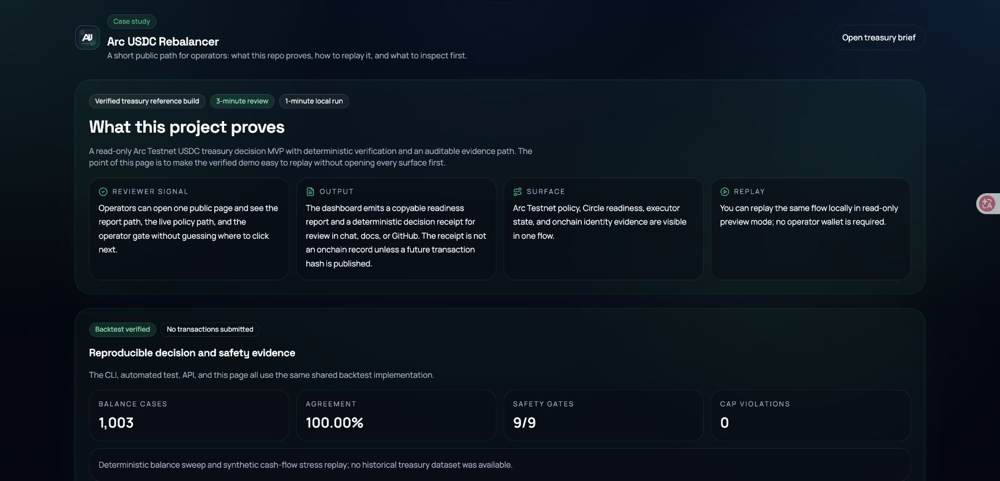 Case study
AU
Arc USDC Rebalancer
A short public path for operators: what this repo proves, how to replay it, and what to inspect first.
Open treasury brief
Verified treasury reference build
3-minute review
1-minute local run
What this project proves
A read-only Arc Testnet USDC treasury decision MVP with deterministic verification and an auditable evidence path. The
point of this page is to make the verified demo easy to replay without opening every surface first.
REVIEWER SIGNAL
Operators can open one public page and see the
report path, the live policy path, and the
operator gate without guessing where to click
next.
OUTPUT
The dashboard emits a copyable readiness
report and a deterministic decision receipt for
review in chat, docs, or GitHub. The receipt is not
an onchain record unless a future transaction
hash is published.
SURFACE
Arc Testnet policy, Circle readiness, executor
state, and onchain identity evidence are visible
in one flow.
REPLAY
You can replay the same flow locally in read-only
preview mode; no operator wallet is required.
Backtest verified
No transactions submitted
Reproducible decision and safety evidence
The CLI, automated test, API, and this page all use the same shared backtest implementation.
BALANCE CASES
1,003
AGREEMENT
100.00%
SAFETY GATES
9/9
CAP VIOLATIONS
0
Deterministic balance sweep and synthetic cash-flow stress replay; no historical treasury dataset was available.